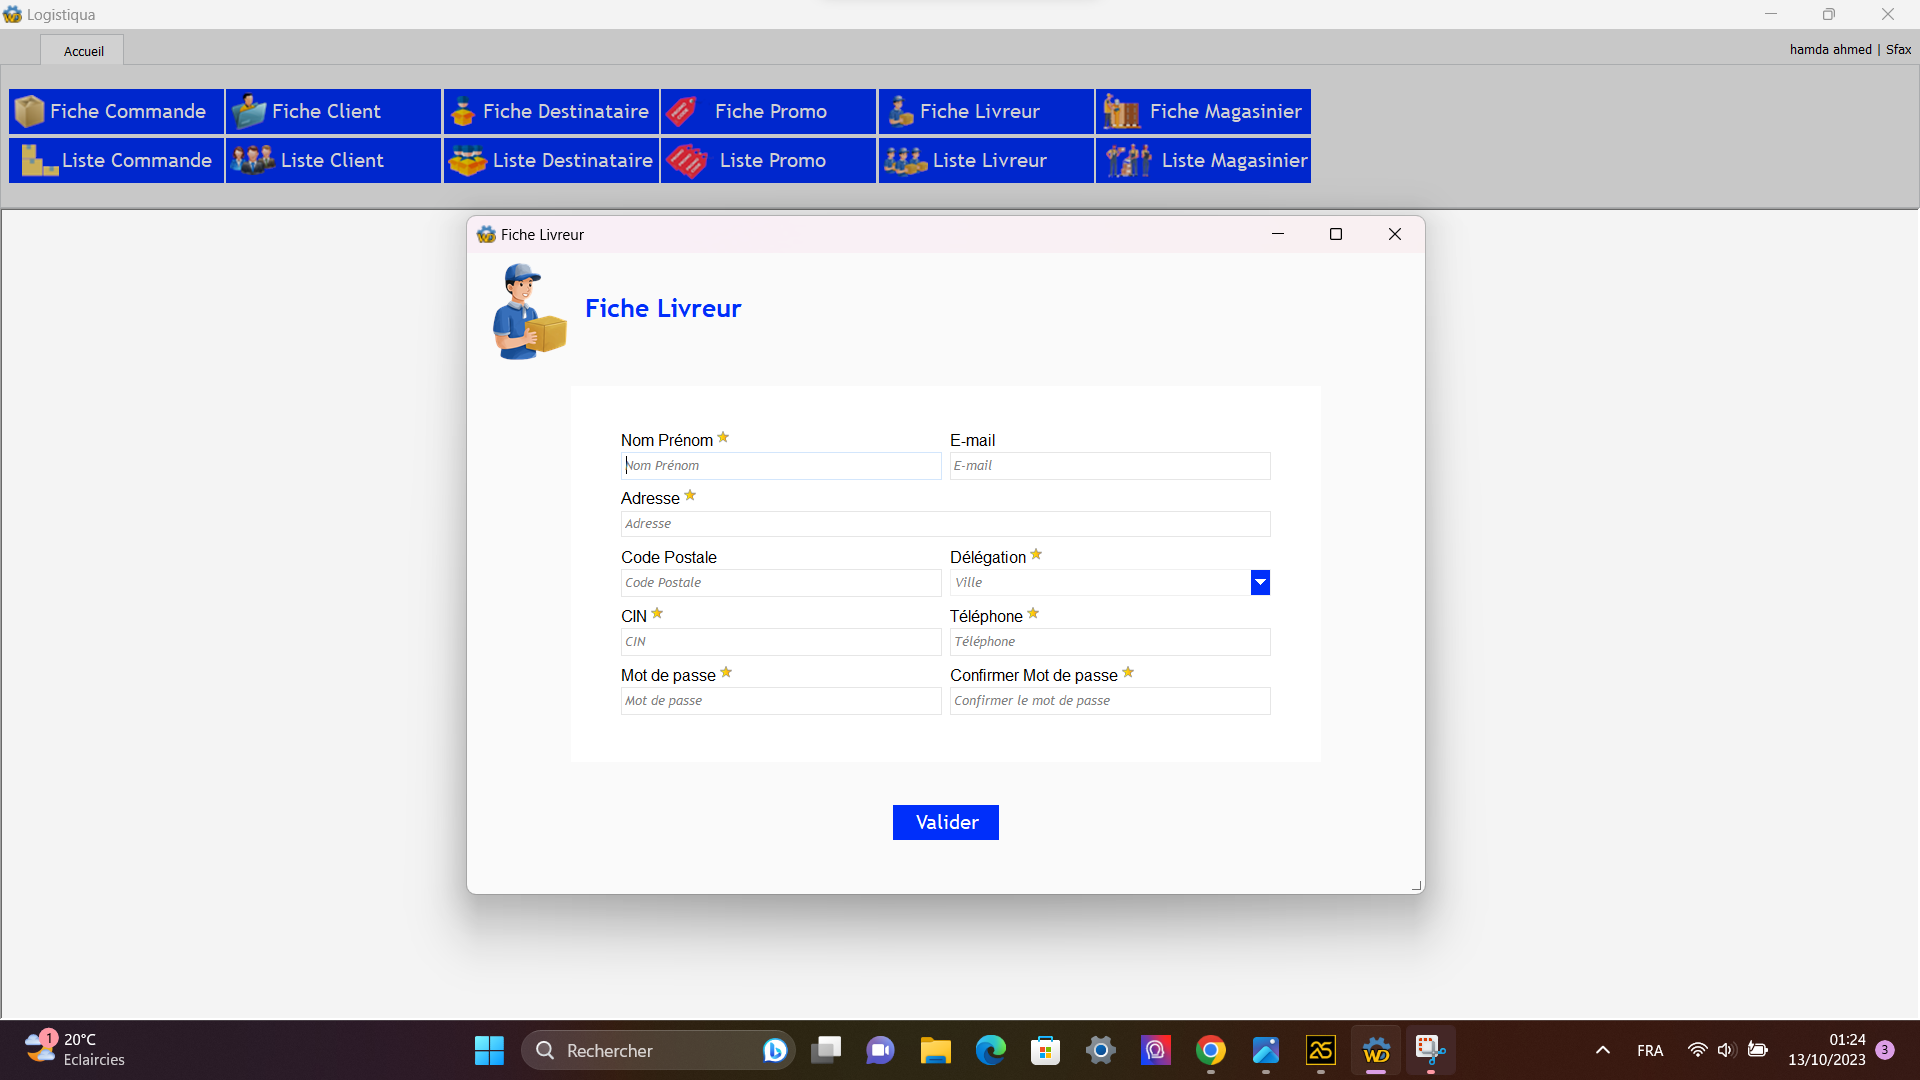 Logistiqua
Accueil
hamda ahmed | Sfax
Fiche Commande Fiche Client Fiche Destinataire Fiche Promo Fiche Livreur Fiche Magasinier
Liste Commande Liste Client Liste Destinataire Liste Promo Liste Livreur Liste Magasinier
Fiche Livreur
Fiche Livreur
Nom Prénom E-mail
Nom Prénom E-mail
Adresse
Adresse
Code Postale Délégation
Code Postale Ville
CIN Téléphone
CIN Téléphone
Mot de passe Confirmer Mot de passe
Mot de passe Confirmer le mot de passe
Valider
1 20°C
Eclaircies
Rechercher
FRA
01:24
13/10/2023
3